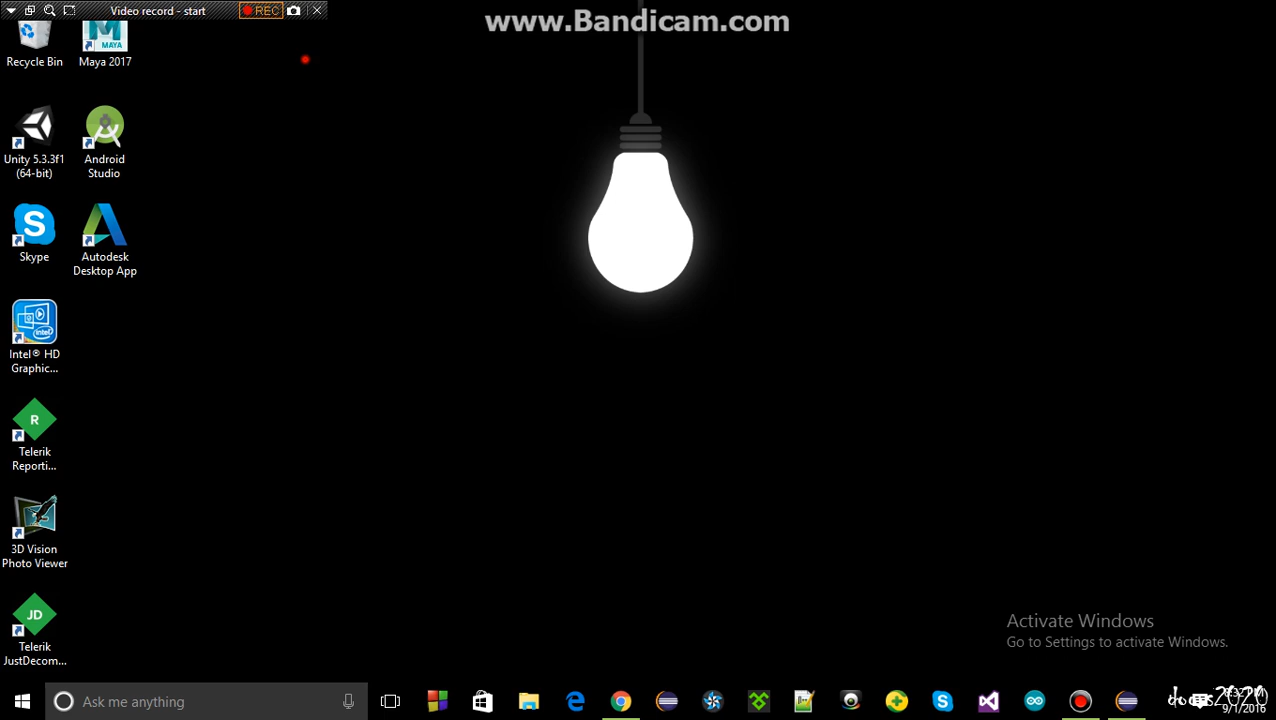 Video record - start
REC
www.Bandicam.com
Recycle Bin
MAYA
Maya 2017
Unity 5.3.3f1
(64-bit)
Android
Studio
Skype
Autodesk
Desktop App
intel
Intel® HD
Graphic...
R
Telerik
Reporti...
3D Vision
Photo Viewer
JD
Telerik
JustDecom...
Activate Windows
Go to Settings to activate Windows.
Ask me anything
9/1/2016